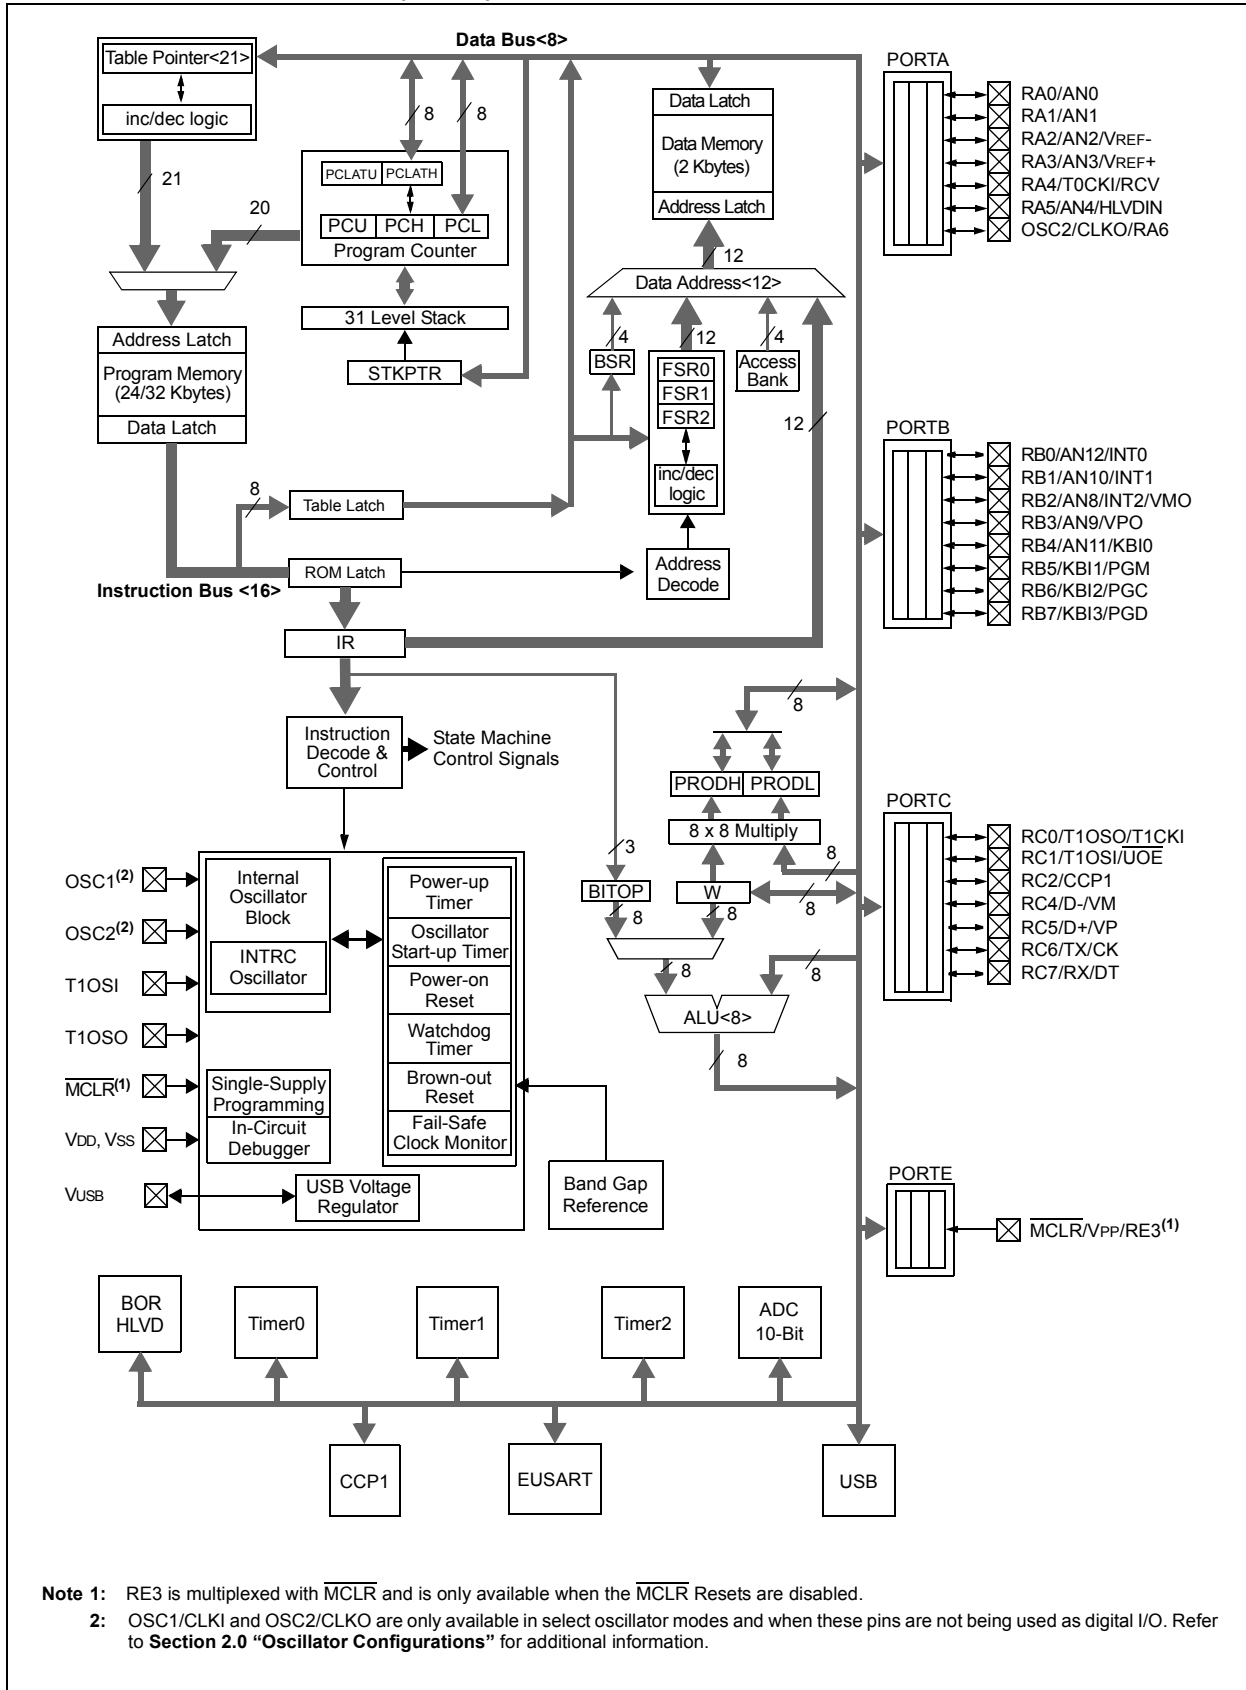 Data Bus<8>
Table Pointer<21>
inc/dec logic
21
20
8
8
PCLATU PCLATH
PCU PCH PCL
Program Counter
31 Level Stack
STKPTR
Address Latch
Program Memory
(24/32 Kbytes)
Data Latch
8
Table Latch
ROM Latch
Instruction Bus <16>
IR
Data Latch
Data Memory
(2 Kbytes)
Address Latch
12
Data Address<12>
4
12
4
BSR
FSR0
FSR1
FSR2
inc/dec
logic
Access
Bank
12
Address
Decode
Instruction
Decode &
Control
State Machine
Control Signals
8
PRODH PRODL
8 x 8 Multiply
8
3
BITOP
W
8
8
8
8
8
ALU<8>
8
OSC1(2)
OSC2(2)
T1OSI
T1OSO
MCLR(1)
VDD, VSS
VUSB
Internal
Oscillator
Block
INTRC
Oscillator
Single-Supply
Programming
In-Circuit
Debugger
USB Voltage
Regulator
Power-up
Timer
Oscillator
Start-up Timer
Power-on
Reset
Watchdog
Timer
Brown-out
Reset
Fail-Safe
Clock Monitor
Band Gap
Reference
PORTA
RA0/AN0
RA1/AN1
RA2/AN2/VREF-
RA3/AN3/VREF+
RA4/T0CKI/RCV
RA5/AN4/HLVDIN
OSC2/CLKO/RA6
PORTB
RB0/AN12/INT0
RB1/AN10/INT1
RB2/AN8/INT2/VMO
RB3/AN9/VPO
RB4/AN11/KBI0
RB5/KBI1/PGM
RB6/KBI2/PGC
RB7/KBI3/PGD
PORTC
RC0/T1OSO/T1CKI
RC1/T1OSI/UOE
RC2/CCP1
RC4/D-/VM
RC5/D+/VP
RC6/TX/CK
RC7/RX/DT
PORTE
MCLR/VPP/RE3(1)
BOR
HLVD
Timer0
Timer1
Timer2
ADC
10-Bit
CCP1
EUSART
USB
Note 1: RE3 is multiplexed with MCLR and is only available when the MCLR Resets are disabled.
2: OSC1/CLKI and OSC2/CLKO are only available in select oscillator modes and when these pins are not being used as digital I/O. Refer
to Section 2.0 “Oscillator Configurations” for additional information.